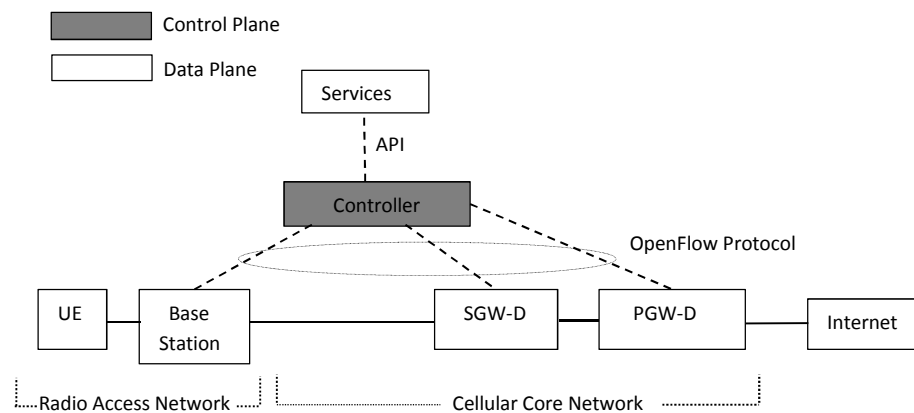 Control Plane
Data Plane
Services
API
Controller
OpenFlow Protocol
UE
Base
Station
SGW-D
PGW-D
Internet
Radio Access Network
Cellular Core Network